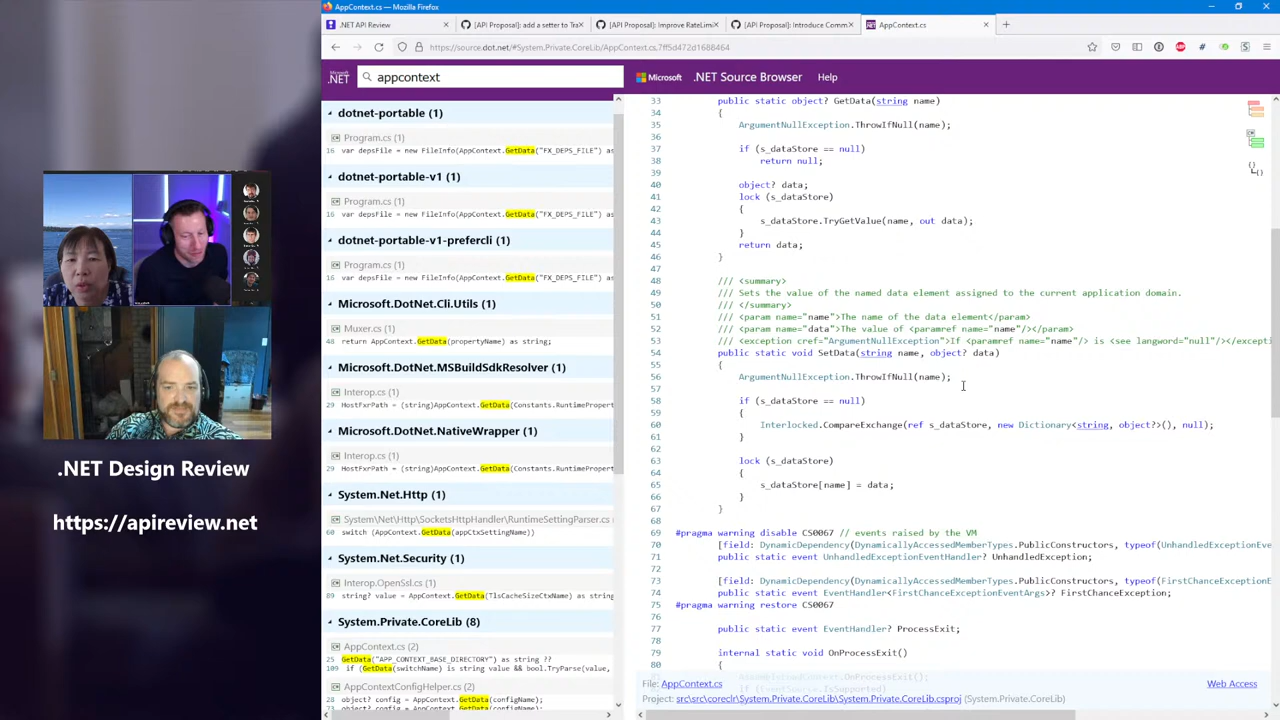 AppContext.cs — Mozilla Firefox
.NET API Review
[API Proposal]: add a setter to Tra
[API Proposal]: Improve RateLimi
[API Proposal]: Introduce Comm
AppContext.cs
https://source.dot.net/#System.Private.CoreLib/AppContext.cs,7ff5d472d1688464
.NET
appcontext
Microsoft
.NET Source Browser
Help
dotnet-portable (1)
Program.cs (1)
16 var depsFile = new FileInfo(AppContext.GetData("FX_DEPS_FILE") as
dotnet-portable-v1 (1)
Program.cs (1)
16 var depsFile = new FileInfo(AppContext.GetData("FX_DEPS_FILE") as
dotnet-portable-v1-prefercli (1)
Program.cs (1)
16 var depsFile = new FileInfo(AppContext.GetData("FX_DEPS_FILE") as
Microsoft.DotNet.Cli.Utils (1)
Muxer.cs (1)
48 return AppContext.GetData(propertyName) as string;
Microsoft.DotNet.MSBuildSdkResolver (1)
Interop.cs (1)
29 HostFxrPath = (string)AppContext.GetData(Constants.RuntimeProper
Microsoft.DotNet.NativeWrapper (1)
Interop.cs (1)
29 HostFxrPath = (string)AppContext.GetData(Constants.RuntimeProper
System.Net.Http (1)
System\Net\Http\SocketsHttpHandler\RuntimeSettingParser.cs (1)
59 switch (AppContext.GetData(appCtxSettingName))
System.Net.Security (1)
Interop.OpenSsl.cs (1)
89 string? value = AppContext.GetData(TlsCacheSizeCtxName) as string
System.Private.CoreLib (8)
AppContext.cs (2)
25 GetData("APP_CONTEXT_BASE_DIRECTORY") as string ??
109 if (GetData(switchName) is string value && bool.TryParse(value,
AppContextConfigHelper.cs (2)
object? config = AppContext.GetData(configName);
33 public static object? GetData(string name)
34 {
35 ArgumentNullException.ThrowIfNull(name);
36
37 if (s_dataStore == null)
38 return null;
39
40 object? data;
41 lock (s_dataStore)
42 {
43 s_dataStore.TryGetValue(name, out data);
44 }
45 return data;
46 }
47
48 /// <summary>
49 /// Sets the value of the named data element assigned to the current application domain.
50 /// </summary>
51 /// <param name="name">The name of the data element</param>
52 /// <param name="data">The value of <paramref name="name"/></param>
53 /// <exception cref="ArgumentNullException">If <paramref name="name"/> is <see langword="null"/></excepti
54 public static void SetData(string name, object? data)
55 {
56 ArgumentNullException.ThrowIfNull(name);
57
58 if (s_dataStore == null)
59 {
60 Interlocked.CompareExchange(ref s_dataStore, new Dictionary<string, object?>(), null);
61 }
62
63 lock (s_dataStore)
64 {
65 s_dataStore[name] = data;
66 }
67 }
68
69 #pragma warning disable CS0067 // events raised by the VM
70 [field: DynamicDependency(DynamicallyAccessedMemberTypes.PublicConstructors, typeof(UnhandledExceptionEve
71 public static event UnhandledExceptionEventHandler? UnhandledException;
72
73 [field: DynamicDependency(DynamicallyAccessedMemberTypes.PublicConstructors, typeof(FirstChanceExceptionE
74 public static event EventHandler<FirstChanceExceptionEventArgs>? FirstChanceException;
75 #pragma warning restore CS0067
76
77 public static event EventHandler? ProcessExit;
78
79 internal static void OnProcessExit()
80 {
File: AppContext.cs
Web Access
Project: src\src\coreclr\System.Private.CoreLib\System.Private.CoreLib.csproj (System.Private.CoreLib)
.NET Design Review
https://apireview.net